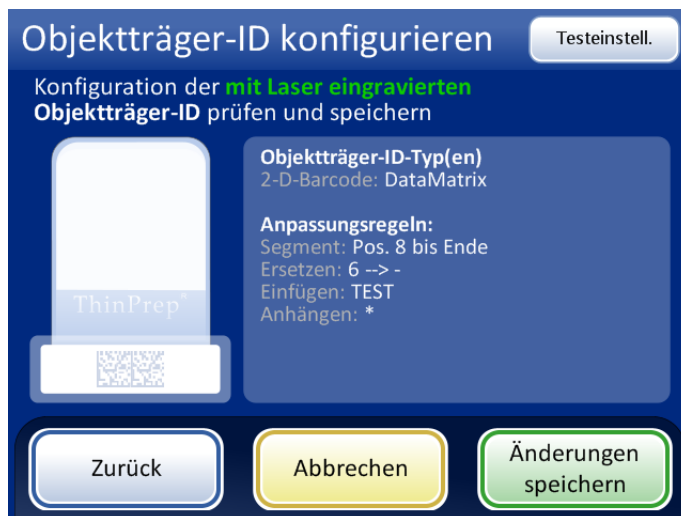 Objektträger-ID konfigurieren
Testeinstell.
Konfiguration der mit Laser eingravierten
Objektträger-ID prüfen und speichern
Objektträger-ID-Typ(en)
2-D-Barcode: DataMatrix
Anpassungsregeln:
Segment: Pos. 8 bis Ende
Ersetzen: 6 --> -
Einfügen: TEST
Anhängen: *
ThinPrep®
Zurück
Abbrechen
Änderungen
speichern